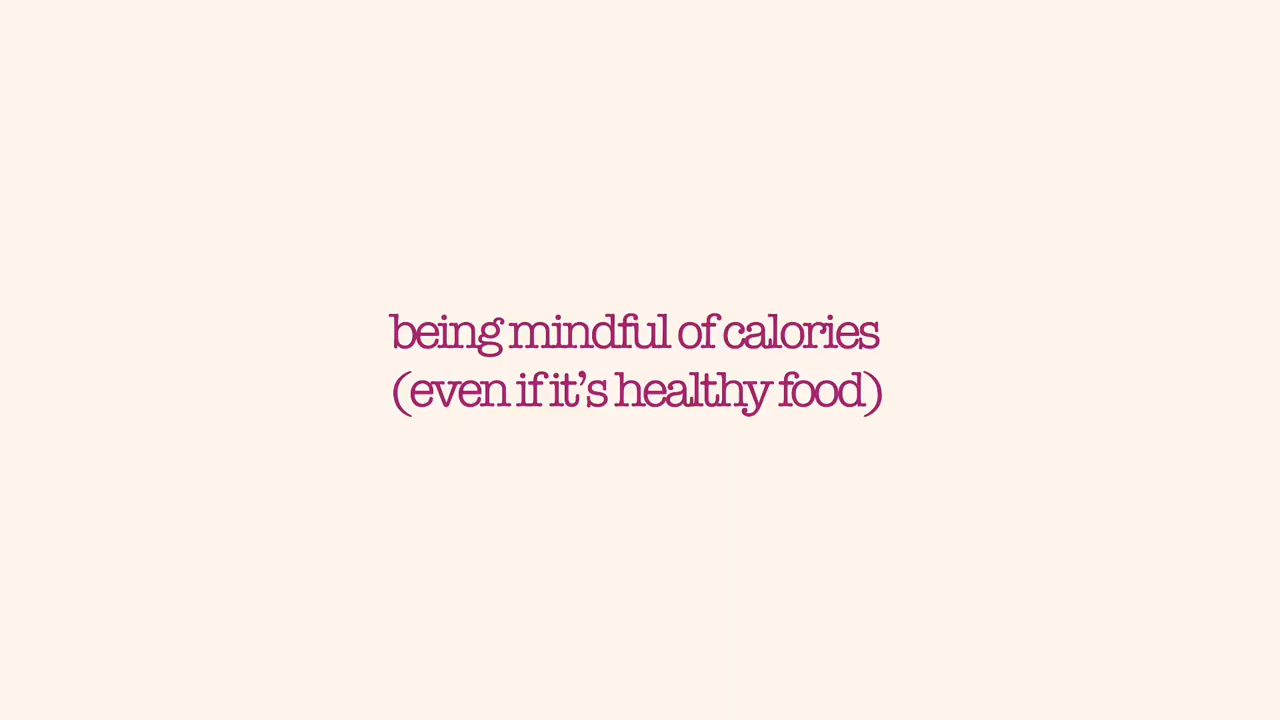 being mindful of calories
(even if it’s healthy food)